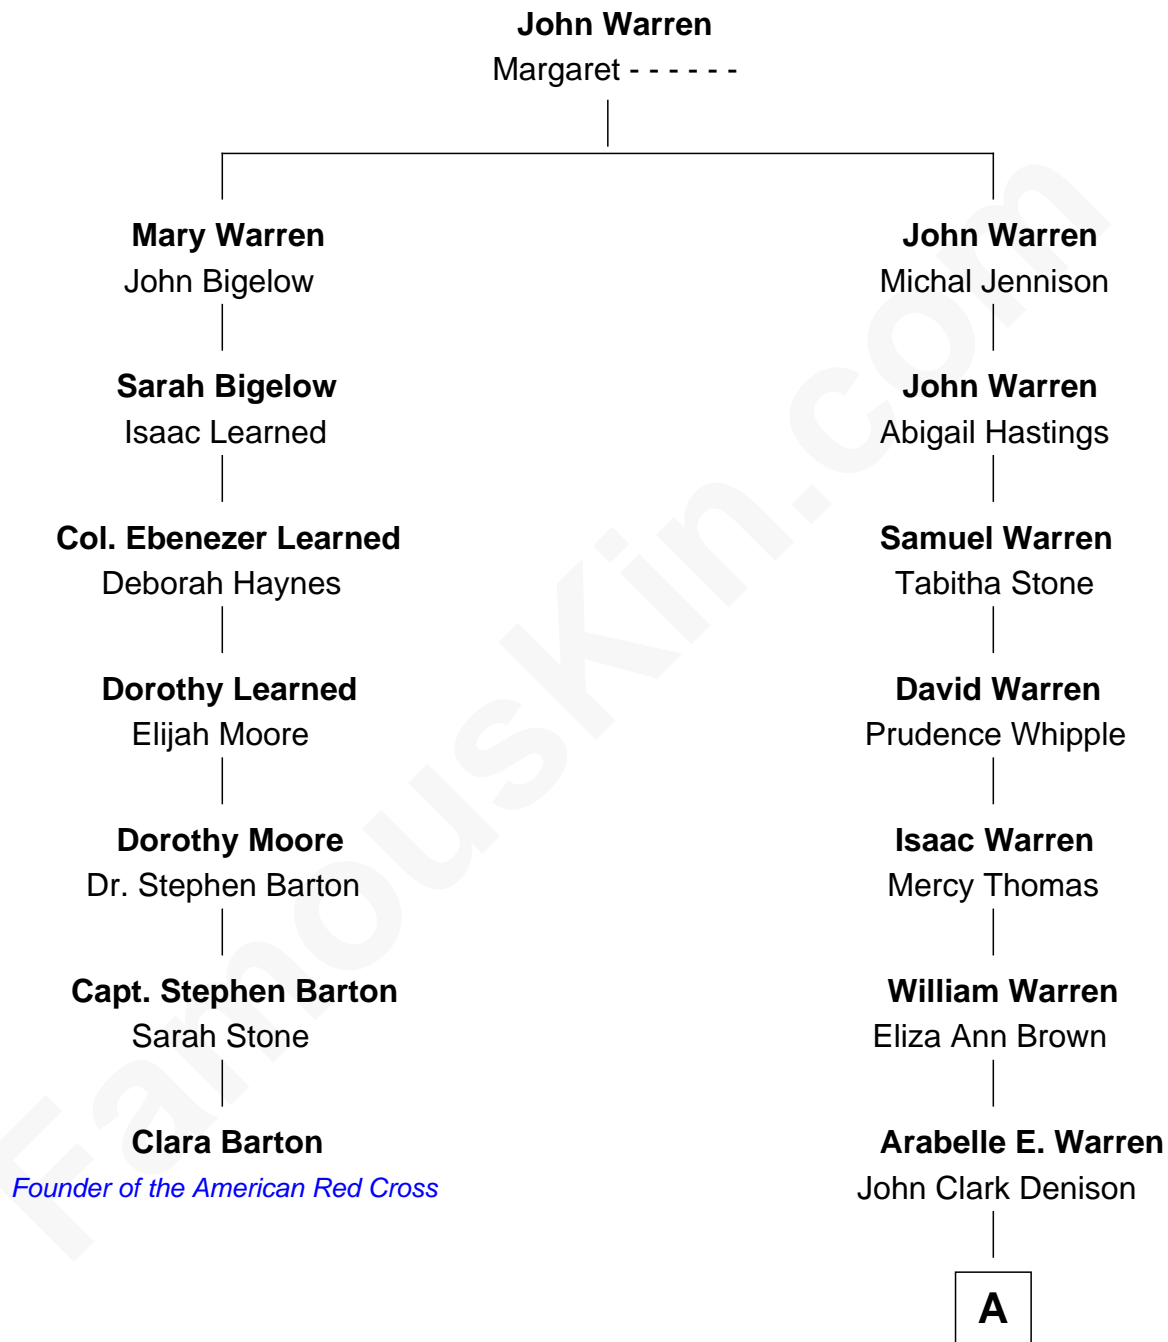 John Warren
Margaret - - - - - -
Mary Warren
John Bigelow
John Warren
Michal Jennison
Sarah Bigelow
Isaac Learned
John Warren
Abigail Hastings
Col. Ebenezer Learned
Deborah Haynes
Samuel Warren
Tabitha Stone
Dorothy Learned
Elijah Moore
David Warren
Prudence Whipple
Dorothy Moore
Dr. Stephen Barton
Isaac Warren
Mercy Thomas
Capt. Stephen Barton
Sarah Stone
William Warren
Eliza Ann Brown
Clara Barton
Founder of the American Red Cross
Arabelle E. Warren
John Clark Denison
A
FamousKin.com